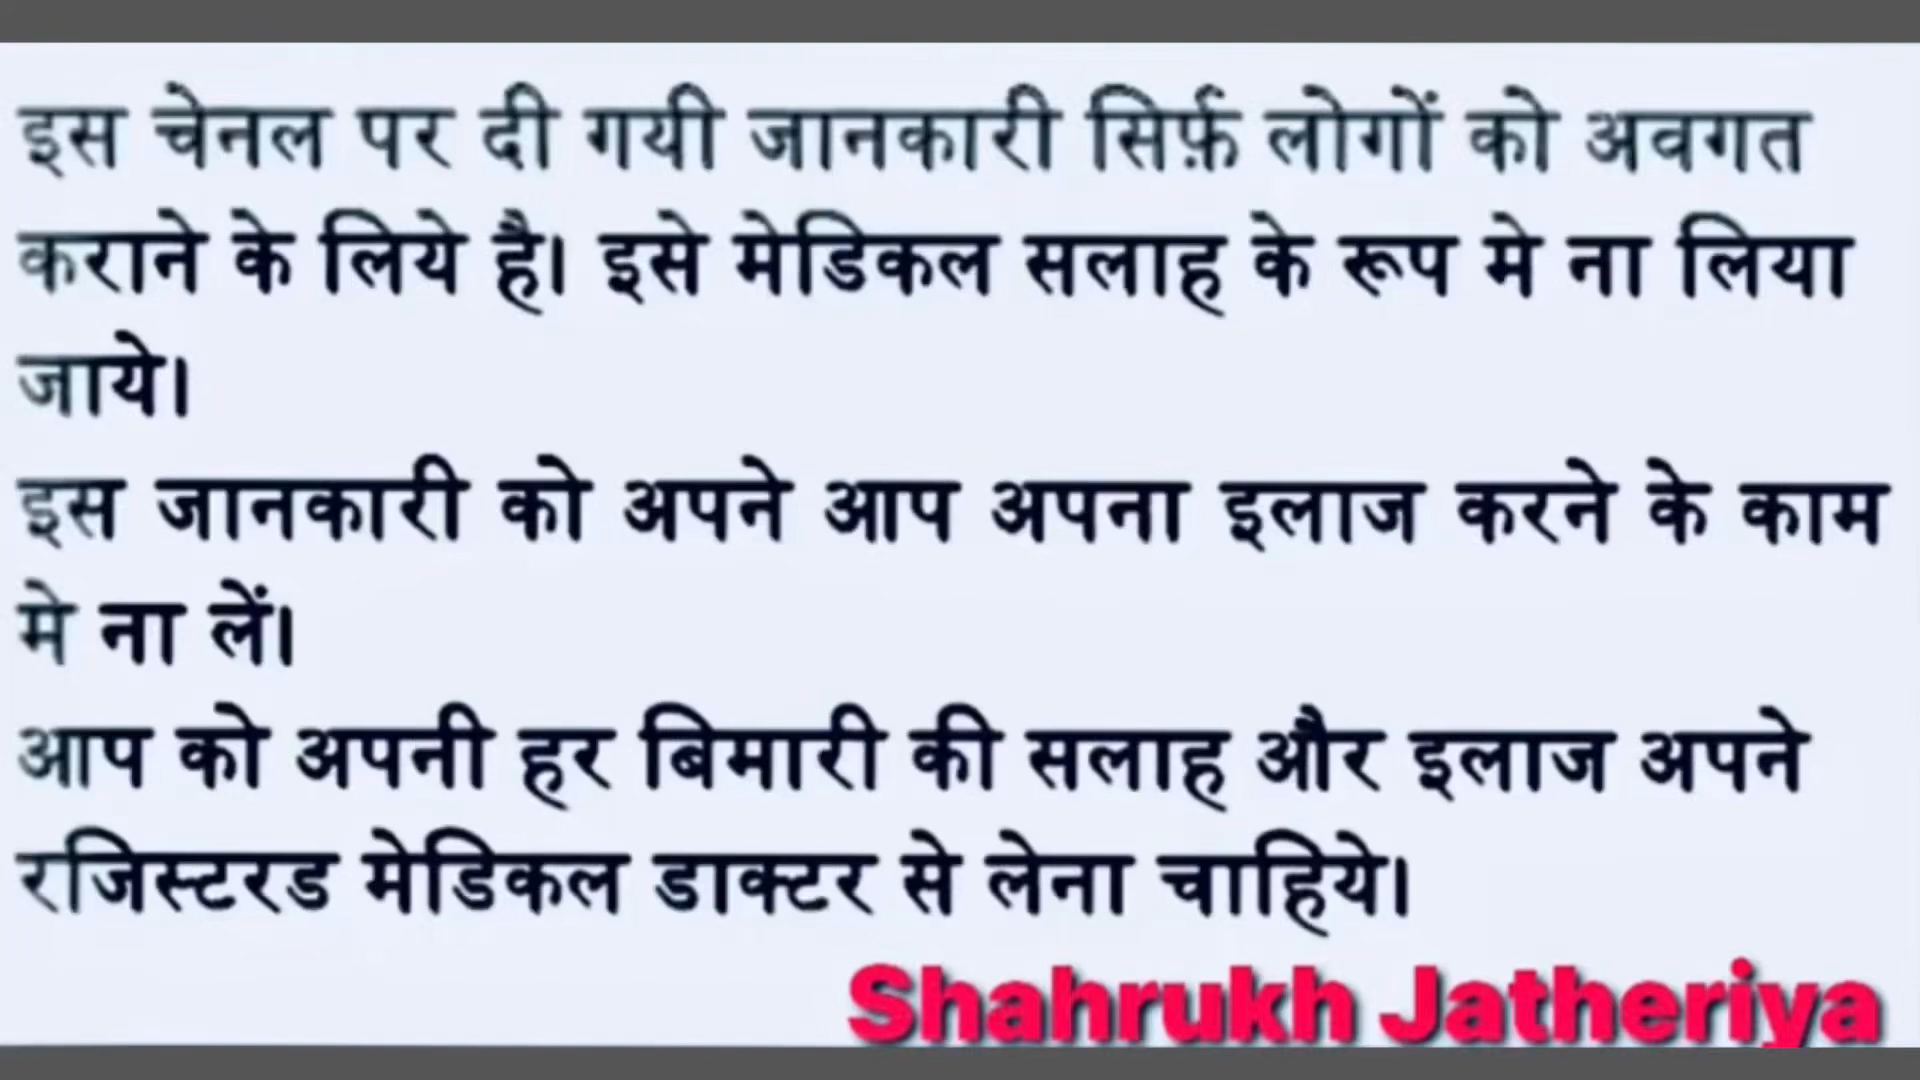 इस चेनल पर दी गयी जानकारी सिर्फ़ लोगों को अवगत
कराने के लिये है। इसे मेडिकल सलाह के रूप मे ना लिया
जाये।
इस जानकारी को अपने आप अपना इलाज करने के काम
मे ना लें।
आप को अपनी हर बिमारी की सलाह और इलाज अपने
रजिस्टरड मेडिकल डाक्टर से लेना चाहिये।
Shahrukh Jatheriya